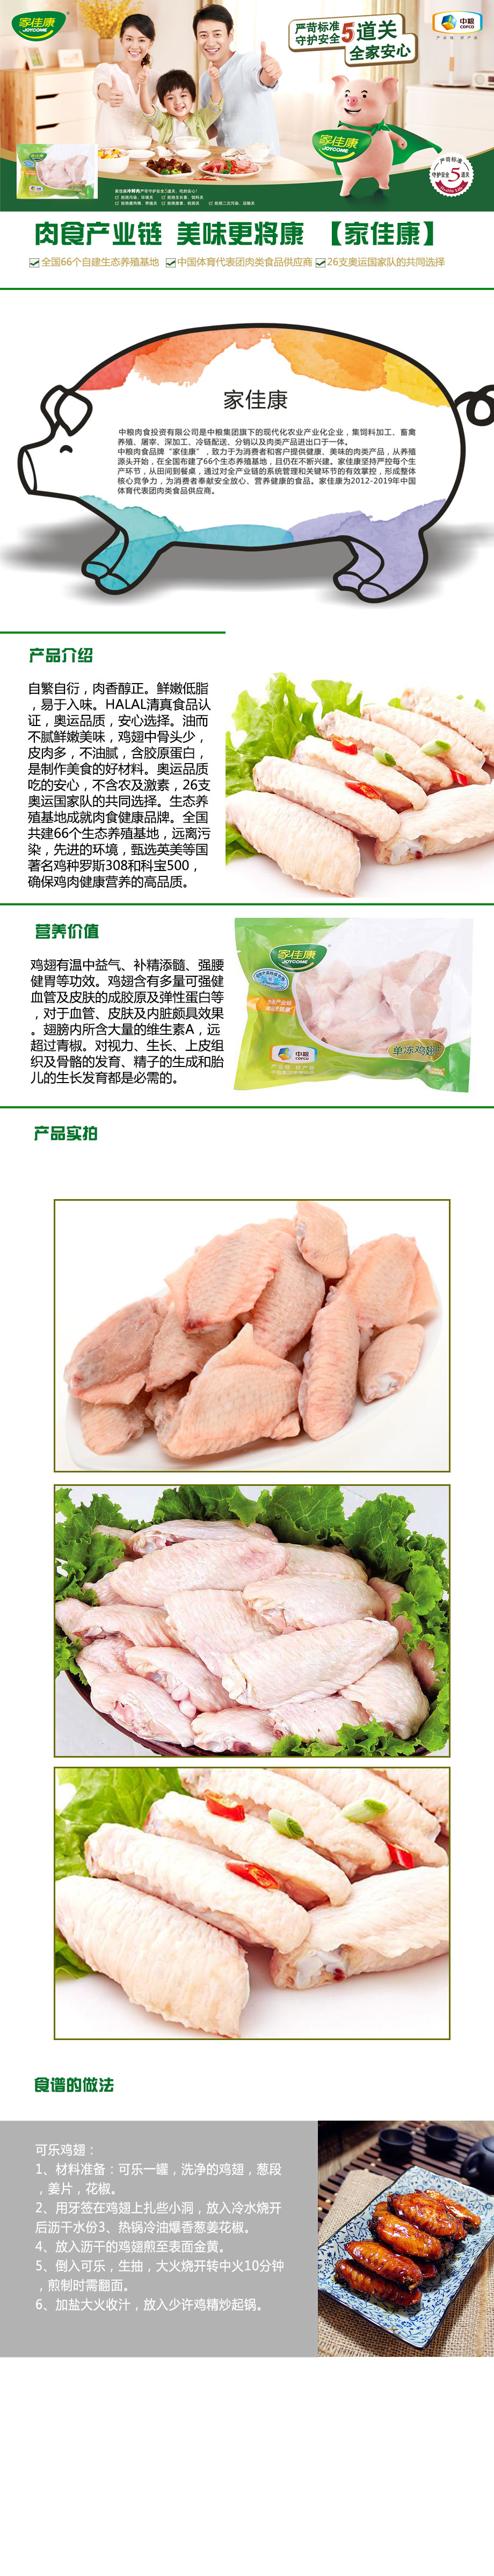 家佳康
JOYCOME
严苛标准
守护安全5道关
全家安心
中粮
COFCO
产业链 好产品
家佳康
JOYCOME
严苛标准
守护安全5道关
家佳康冷鲜肉严苛守护安全5道关，吃的安心！
肉食产业链 美味更将康 【家佳康】
全国66个自建生态养殖基地 中国体育代表团肉类食品供应商 26支奥运国家队的共同选择
家佳康
中粮肉食投资有限公司是中粮集团旗下的现代化农业产业化企业，集饲料加工、畜禽
养殖、屠宰、深加工、冷链配送、分销以及肉类产品进出口于一体。
中粮肉食品牌“家佳康”，致力于为消费者和客户提供健康、美味的肉类产品，从养殖
源头开始，在全国布建了66个生态养殖基地，且仍在不断兴建。家佳康坚持严控每个生
产环节，从田间到餐桌，通过对全产业链的系统管理和关键环节的有效掌控，形成整体
核心竞争力，为消费者奉献安全放心、营养健康的食品。家佳康为2012-2019年中国
体育代表团肉类食品供应商。
产品介绍
自繁自衍，肉香醇正。鲜嫩低脂
，易于入味。HALAL清真食品认
证，奥运品质，安心选择。油而
不腻鲜嫩美味，鸡翅中骨头少，
皮肉多，不油腻，含胶原蛋白，
是制作美食的好材料。奥运品质
吃的安心，不含农及激素，26支
奥运国家队的共同选择。生态养
殖基地成就肉食健康品牌。全国
共建66个生态养殖基地，远离污
染，先进的环境，甄选英美等国
著名鸡种罗斯308和科宝500，
确保鸡肉健康营养的高品质。
营养价值
鸡翅有温中益气、补精添髓、强腰
健胃等功效。鸡翅含有多量可强健
血管及皮肤的成胶原及弹性蛋白等
，对于血管、皮肤及内脏颇具效果
。翅膀内所含大量的维生素A，远
超过青椒。对视力、生长、上皮组
织及骨骼的发育、精子的生成和胎
儿的生长发育都是必需的。
家佳康
JOYCOME
中粮
单冻鸡翅
产品实拍
食谱的做法
可乐鸡翅：
1、材料准备：可乐一罐，洗净的鸡翅，葱段
，姜片，花椒。
2、用牙签在鸡翅上扎些小洞，放入冷水烧开
后沥干水份3、热锅冷油爆香葱姜花椒。
4、放入沥干的鸡翅煎至表面金黄。
5、倒入可乐，生抽，大火烧开转中火10分钟
，煎制时需翻面。
6、加盐大火收汁，放入少许鸡精炒起锅。